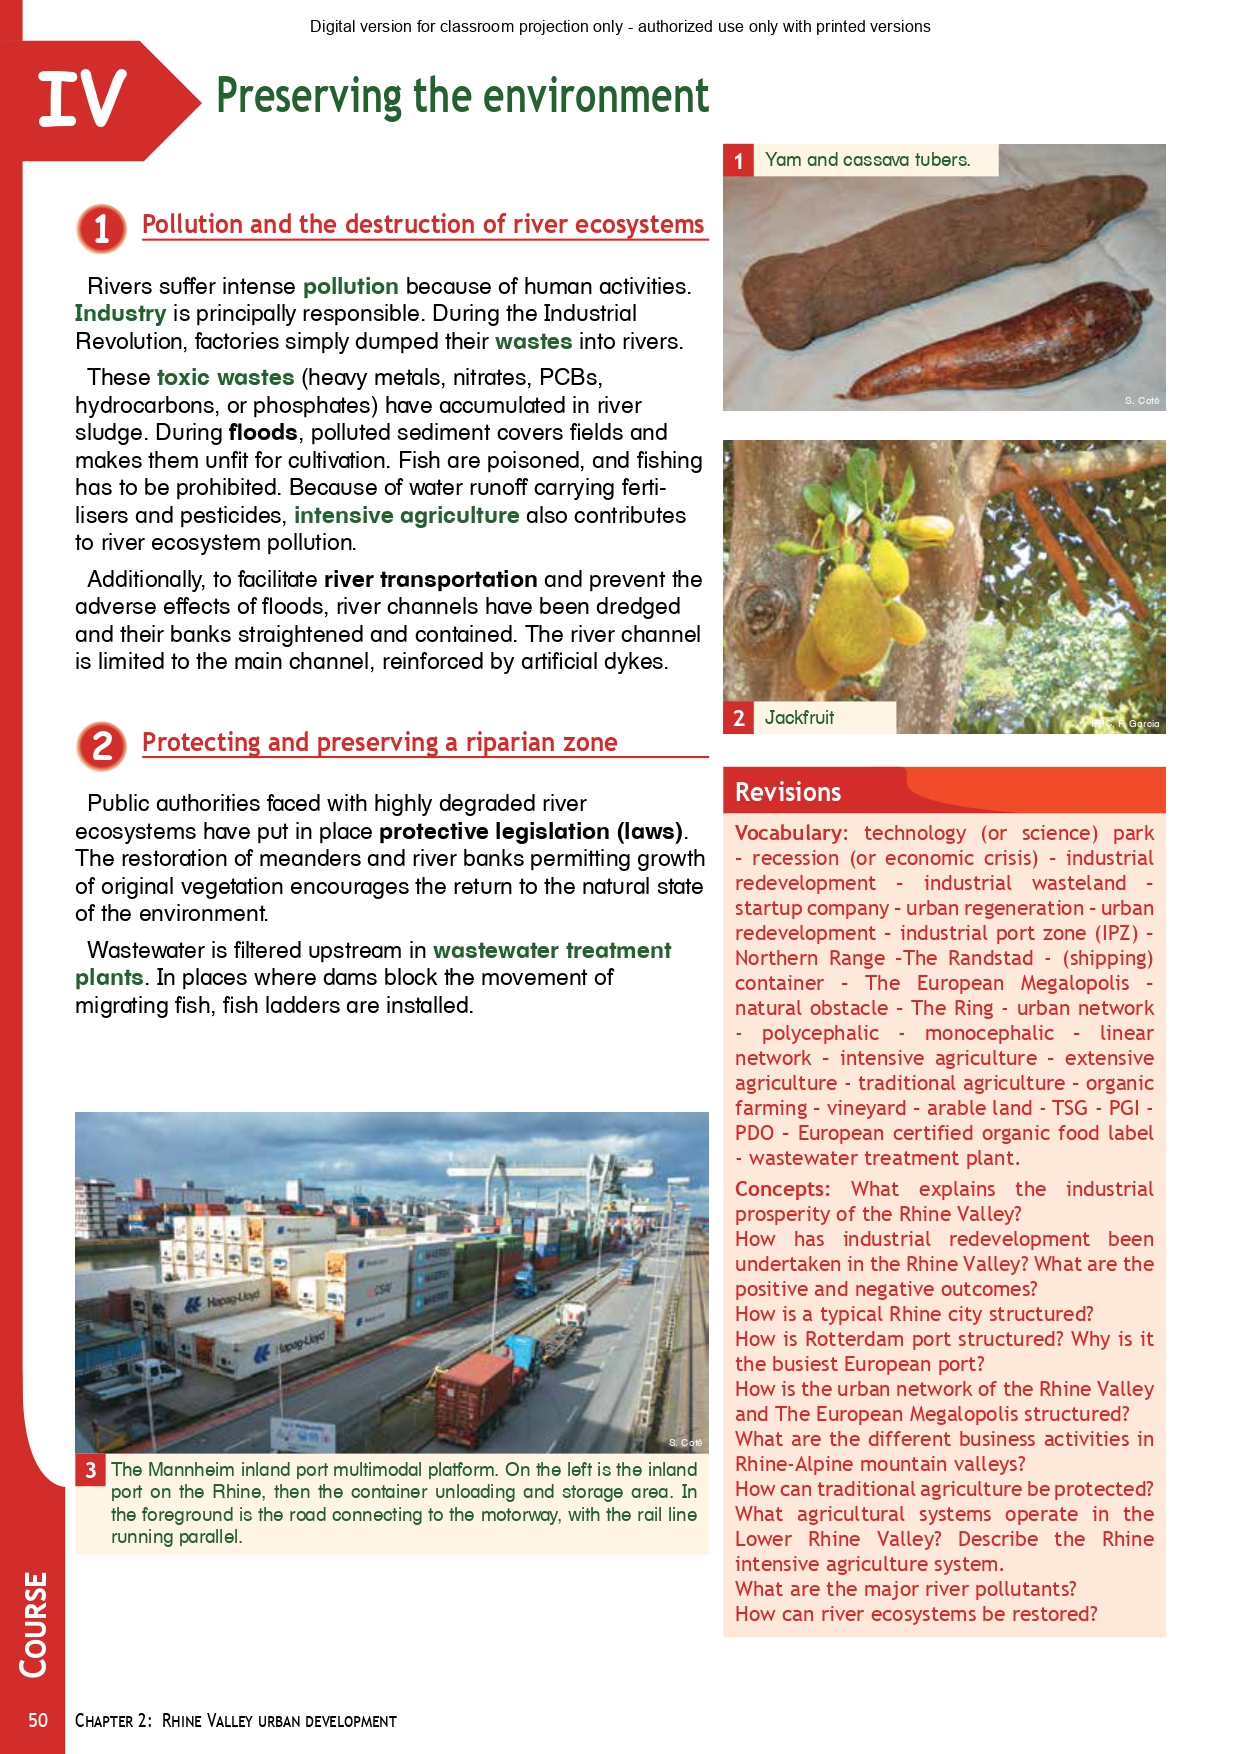 Digital version for classroom projection only - authorized use only with printed versions
IV
Preserving the environment
1
Pollution and the destruction of river ecosystems
Rivers suffer intense pollution because of human activities.
Industry is principally responsible. During the Industrial
Revolution, factories simply dumped their wastes into rivers.
These toxic wastes (heavy metals, nitrates, PCBs,
hydrocarbons, or phosphates) have accumulated in river
sludge. During floods, polluted sediment covers fields and
makes them unfit for cultivation. Fish are poisoned, and fishing
has to be prohibited. Because of water runoff carrying ferti-
lisers and pesticides, intensive agriculture also contributes
to river ecosystem pollution.
Additionally, to facilitate river transportation and prevent the
adverse effects of floods, river channels have been dredged
and their banks straightened and contained. The river channel
is limited to the main channel, reinforced by artificial dykes.
2
Protecting and preserving a riparian zone
Public authorities faced with highly degraded river
ecosystems have put in place protective legislation (laws).
The restoration of meanders and river banks permitting growth
of original vegetation encourages the return to the natural state
of the environment.
Wastewater is filtered upstream in wastewater treatment
plants. In places where dams block the movement of
migrating fish, fish ladders are installed.
Hapag-Lloyd
Hapag-Lloyd
S. Coté
3
The Mannheim inland port multimodal platform. On the left is the inland
port on the Rhine, then the container unloading and storage area. In
the foreground is the road connecting to the motorway, with the rail line
running parallel.
1
Yam and cassava tubers.
S. Coté
2
Jackfruit
C. F. Garcia
Revisions
Vocabulary: technology (or science) park
- recession (or economic crisis) - industrial
redevelopment - industrial wasteland -
startup company - urban regeneration - urban
redevelopment - industrial port zone (IPZ) -
Northern Range -The Randstad - (shipping)
container - The European Megalopolis -
natural obstacle - The Ring - urban network
- polycephalic - monocephalic - linear
network - intensive agriculture - extensive
agriculture - traditional agriculture - organic
farming - vineyard - arable land - TSG - PGI -
PDO - European certified organic food label
- wastewater treatment plant.
Concepts: What explains the industrial
prosperity of the Rhine Valley?
How has industrial redevelopment been
undertaken in the Rhine Valley? What are the
positive and negative outcomes?
How is a typical Rhine city structured?
How is Rotterdam port structured? Why is it
the busiest European port?
How is the urban network of the Rhine Valley
and The European Megalopolis structured?
What are the different business activities in
Rhine-Alpine mountain valleys?
How can traditional agriculture be protected?
What agricultural systems operate in the
Lower Rhine Valley? Describe the Rhine
intensive agriculture system.
What are the major river pollutants?
How can river ecosystems be restored?
COURSE
50
CHAPTER 2: RHINE VALLEY URBAN DEVELOPMENT